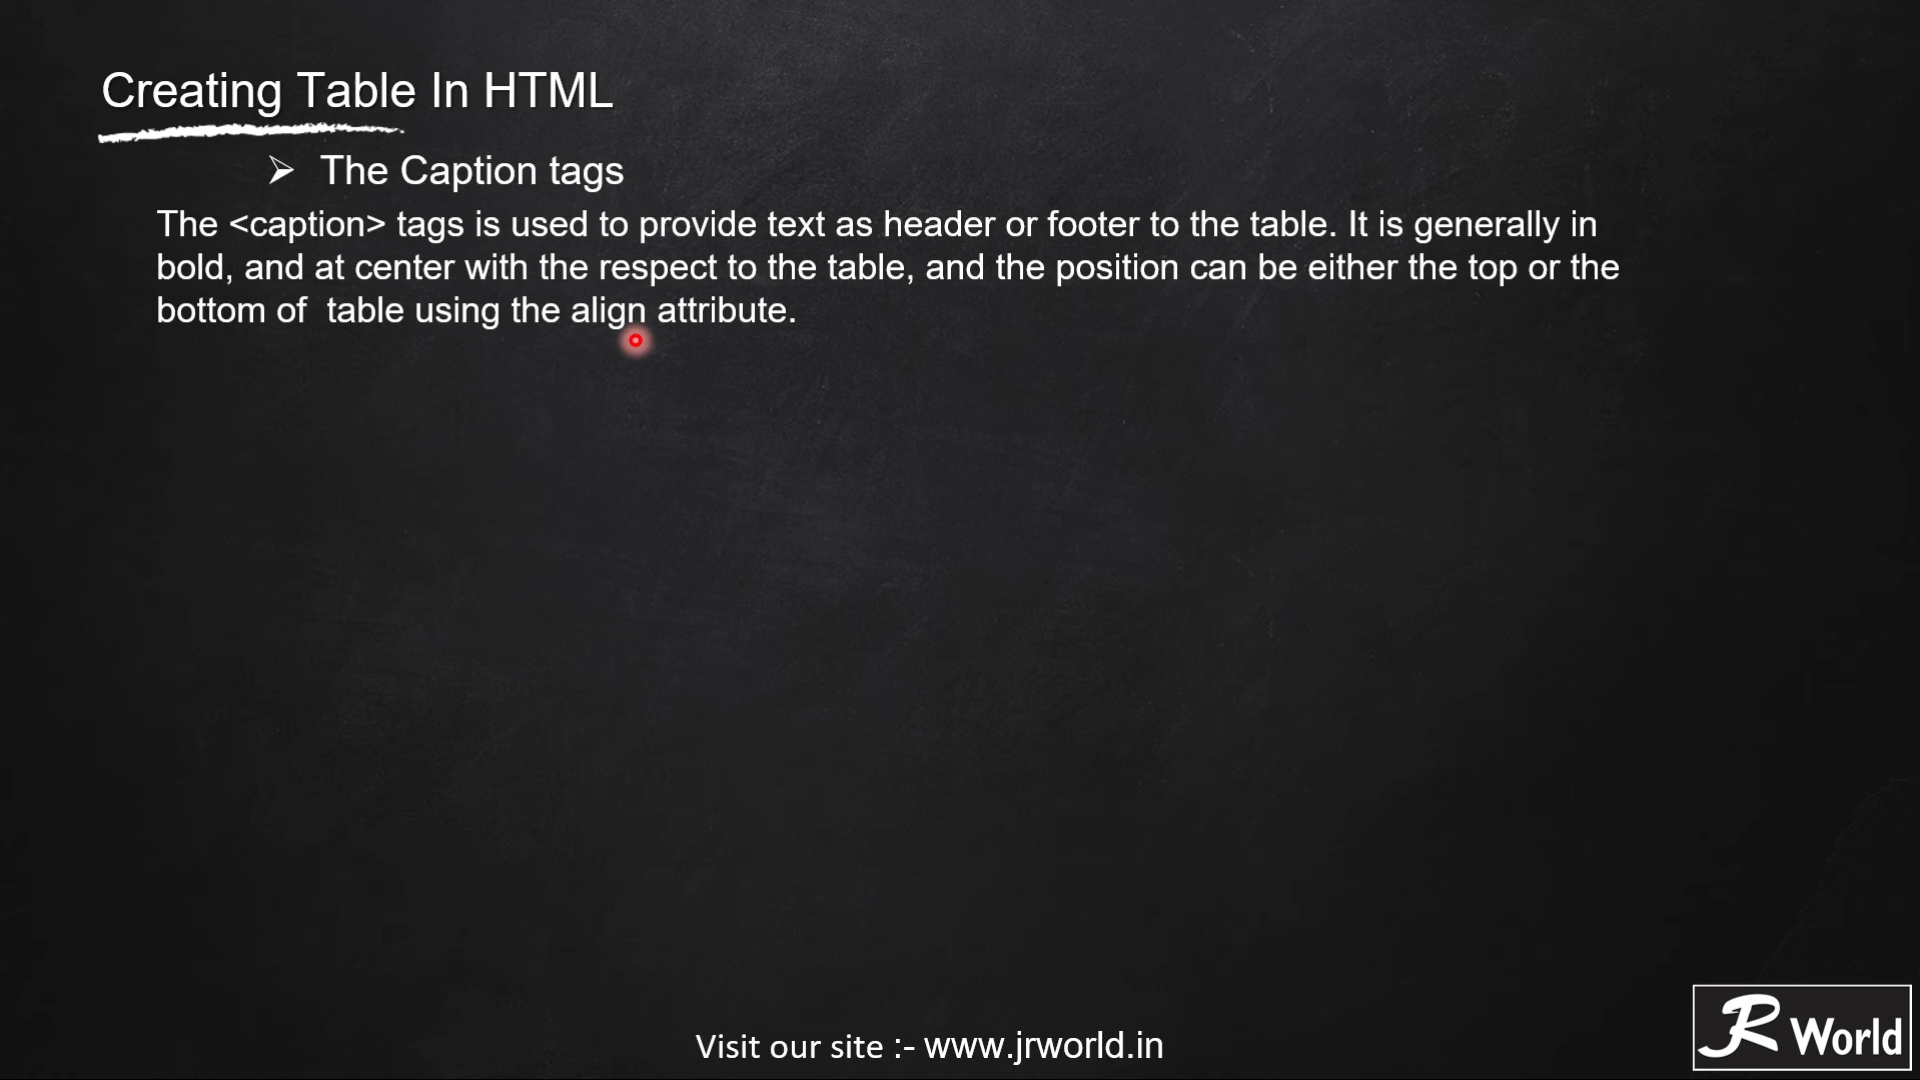 Creating Table In HTML
➢ The Caption tags
The <caption> tags is used to provide text as header or footer to the table. It is generally in
bold, and at center with the respect to the table, and the position can be either the top or the
bottom of  table using the align attribute.
Visit our site :- www.jrworld.in
JR World